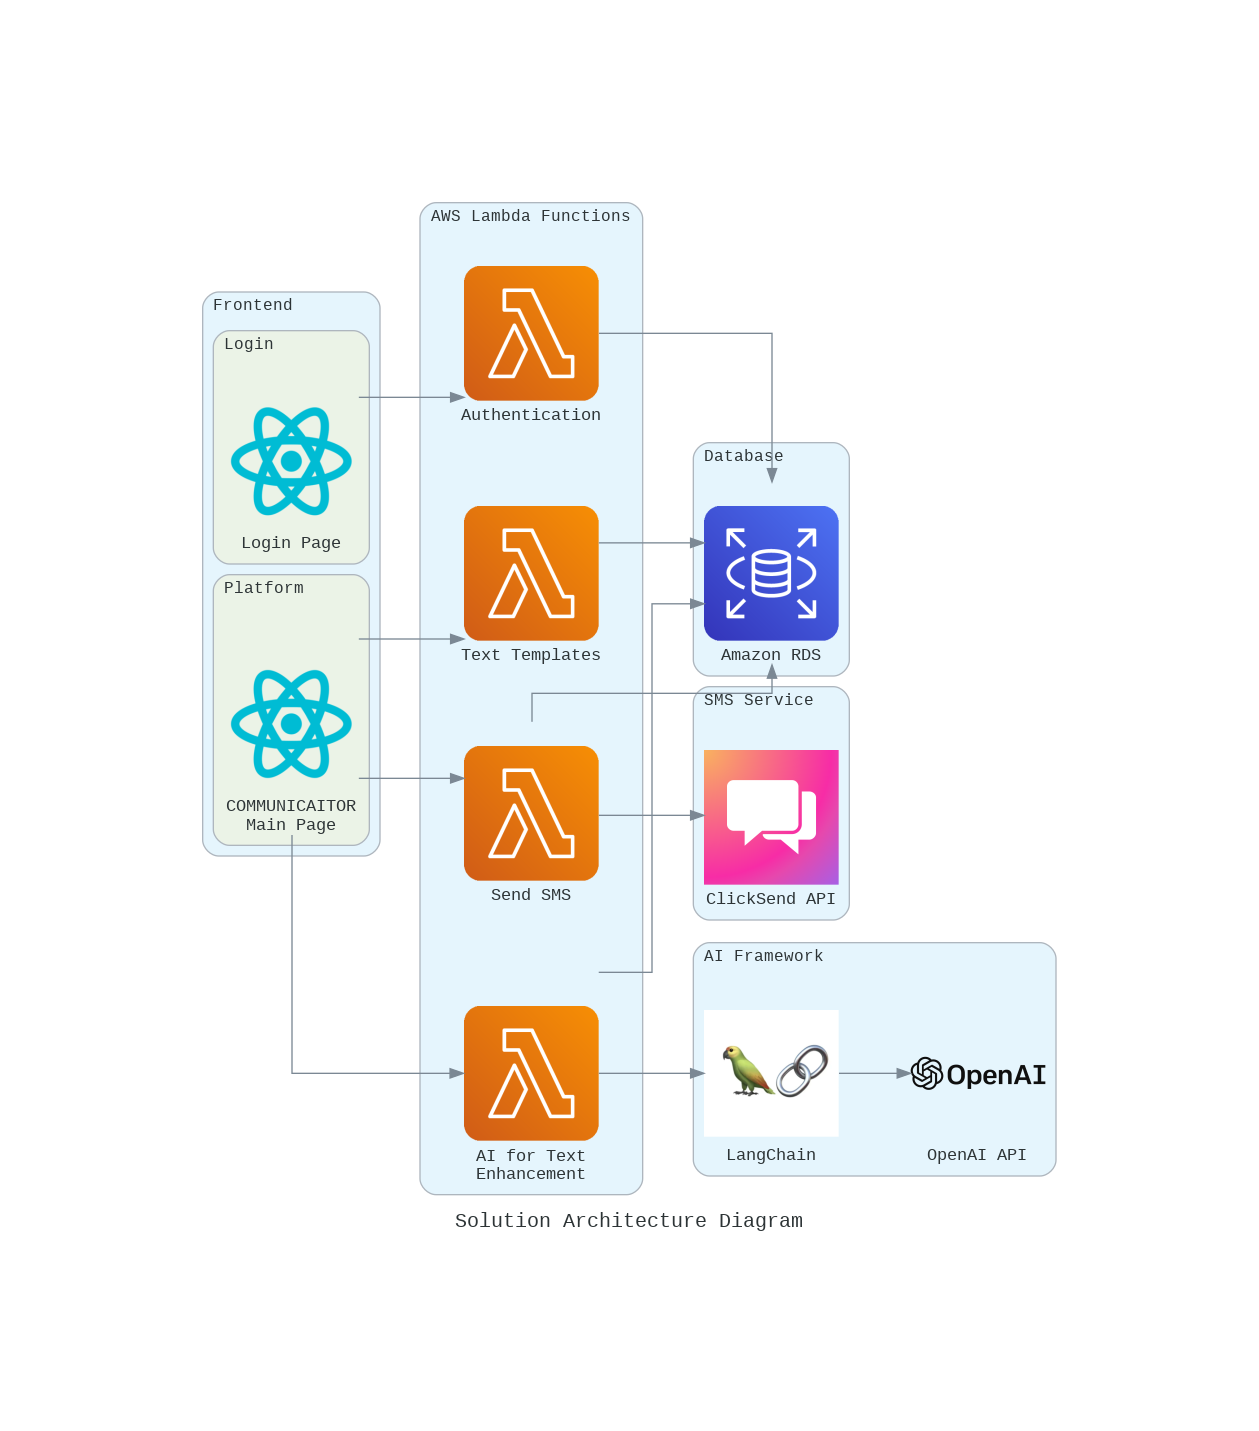 AWS Lambda Functions
Frontend
Login
Login Page
Platform
COMMUNICAITOR
Main Page
Authentication
Text Templates
Send SMS
AI for Text
Enhancement
Database
Amazon RDS
SMS Service
ClickSend API
AI Framework
LangChain
OpenAI
OpenAI API
Solution Architecture Diagram